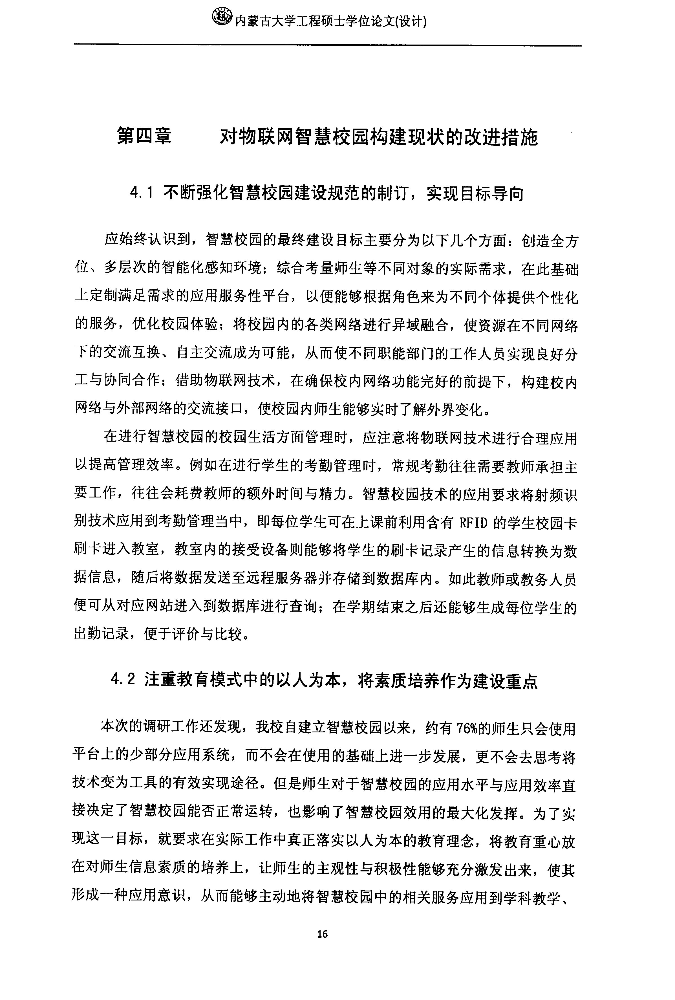 内蒙古大学工程硕士学位论文(设计)
第四章 对物联网智慧校园构建现状的改进措施
4.1 不断强化智慧校园建设规范的制订，实现目标导向
应始终认识到，智慧校园的最终建设目标主要分为以下几个方面：创造全方
位、多层次的智能化感知环境；综合考量师生等不同对象的实际需求，在此基础
上定制满足需求的应用服务性平台，以便能够根据角色来为不同个体提供个性化
的服务，优化校园体验；将校园内的各类网络进行异域融合，使资源在不同网络
下的交流互换、自主交流成为可能，从而使不同职能部门的工作人员实现良好分
工与协同合作；借助物联网技术，在确保校内网络功能完好的前提下，构建校内
网络与外部网络的交流接口，使校园内师生能够实时了解外界变化。
在进行智慧校园的校园生活方面管理时，应注意将物联网技术进行合理应用
以提高管理效率。例如在进行学生的考勤管理时，常规考勤往往需要教师承担主
要工作，往往会耗费教师的额外时间与精力。智慧校园技术的应用要求将射频识
别技术应用到考勤管理当中，即每位学生可在上课前利用含有 RFID 的学生校园卡
刷卡进入教室，教室内的接受设备则能够将学生的刷卡记录产生的信息转换为数
据信息，随后将数据发送至远程服务器并存储到数据库内。如此教师或教务人员
便可从对应网站进入到数据库进行查询；在学期结束之后还能够生成每位学生的
出勤记录，便于评价与比较。
4.2 注重教育模式中的以人为本，将素质培养作为建设重点
本次的调研工作还发现，我校自建立智慧校园以来，约有 76%的师生只会使用
平台上的少部分应用系统，而不会在使用的基础上进一步发展，更不会去思考将
技术变为工具的有效实现途径。但是师生对于智慧校园的应用水平与应用效率直
接决定了智慧校园能否正常运转，也影响了智慧校园效用的最大化发挥。为了实
现这一目标，就要求在实际工作中真正落实以人为本的教育理念，将教育重心放
在对师生信息素质的培养上，让师生的主观性与积极性能够充分激发出来，使其
形成一种应用意识，从而能够主动地将智慧校园中的相关服务应用到学科教学、
16